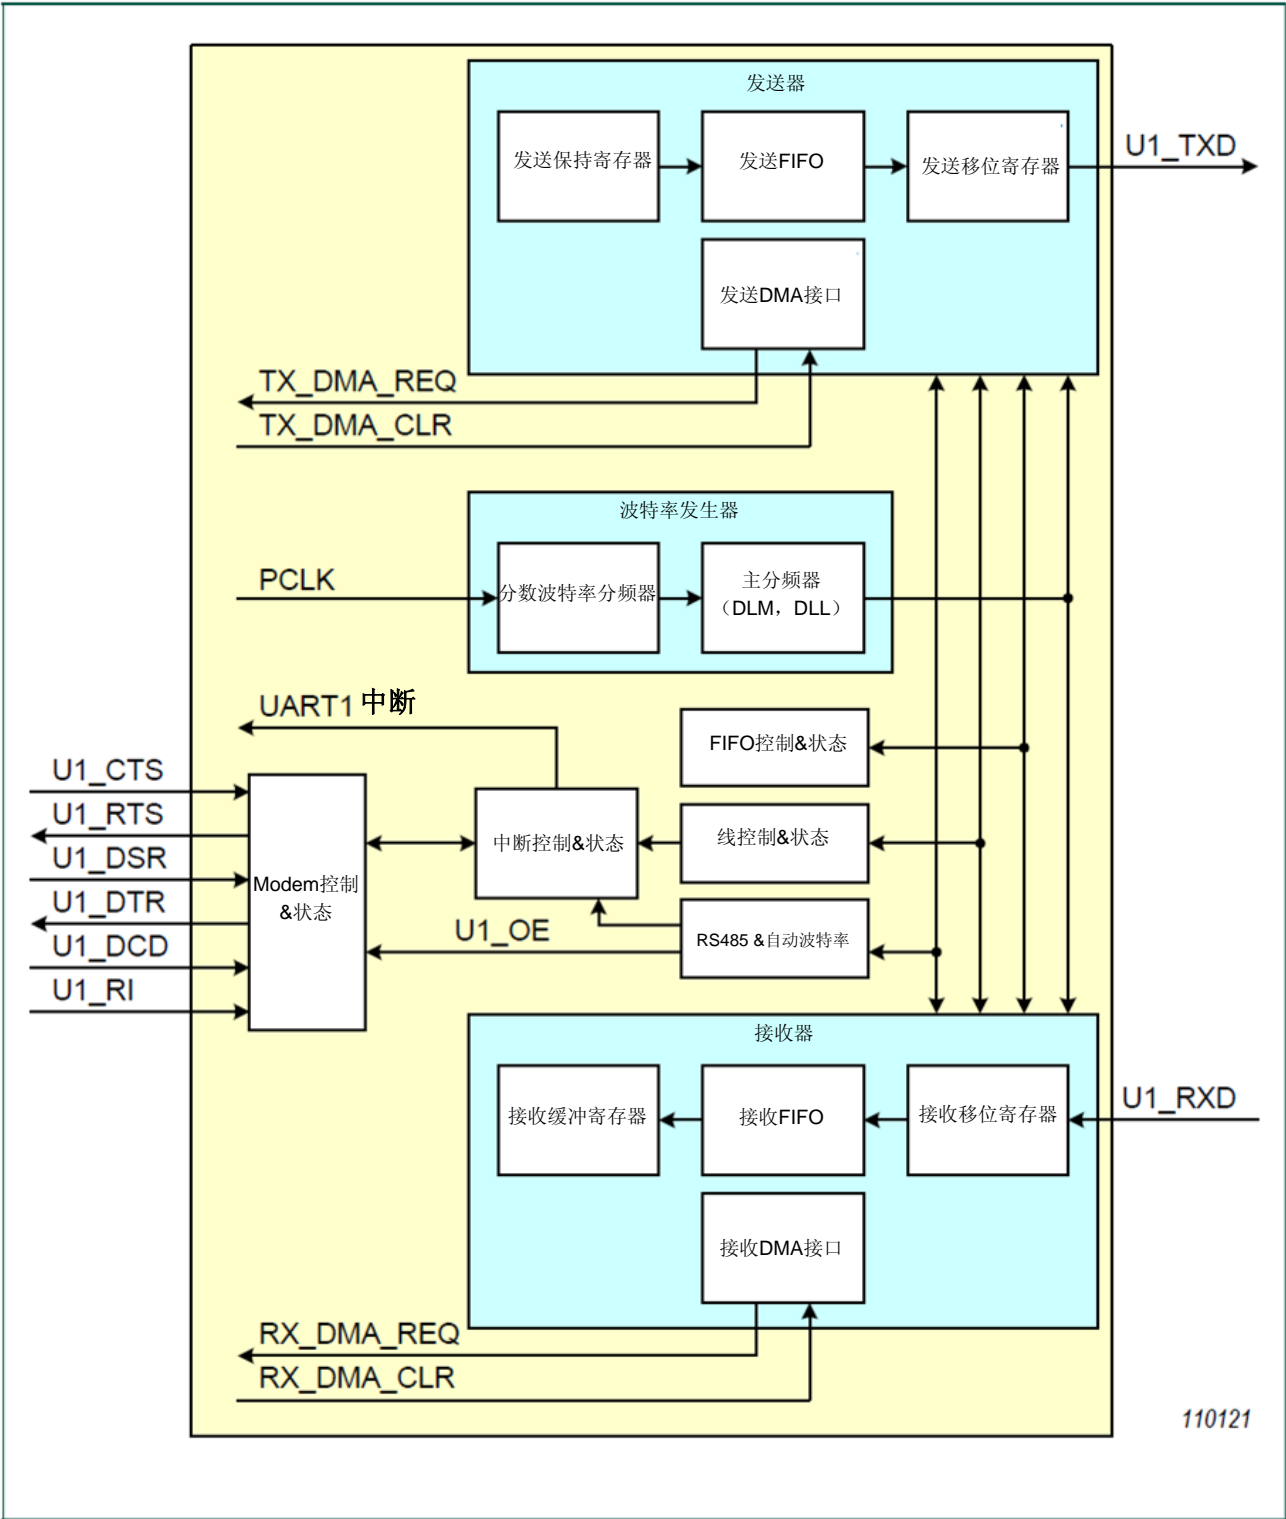 发送器
发送保持寄存器
发送FIFO
发送移位寄存器
U1_TXD
发送DMA接口
TX_DMA_REQ
TX_DMA_CLR
波特率发生器
PCLK
分数波特率分频器
主分频器
（DLM，DLL）
UART1 中断
FIFO控制&状态
U1_CTS
U1_RTS
U1_DSR
U1_DTR
U1_DCD
U1_RI
Modem控制
&状态
中断控制&状态
线控制&状态
U1_OE
RS485 &自动波特率
接收器
接收缓冲寄存器
接收FIFO
接收移位寄存器
U1_RXD
接收DMA接口
RX_DMA_REQ
RX_DMA_CLR
110121